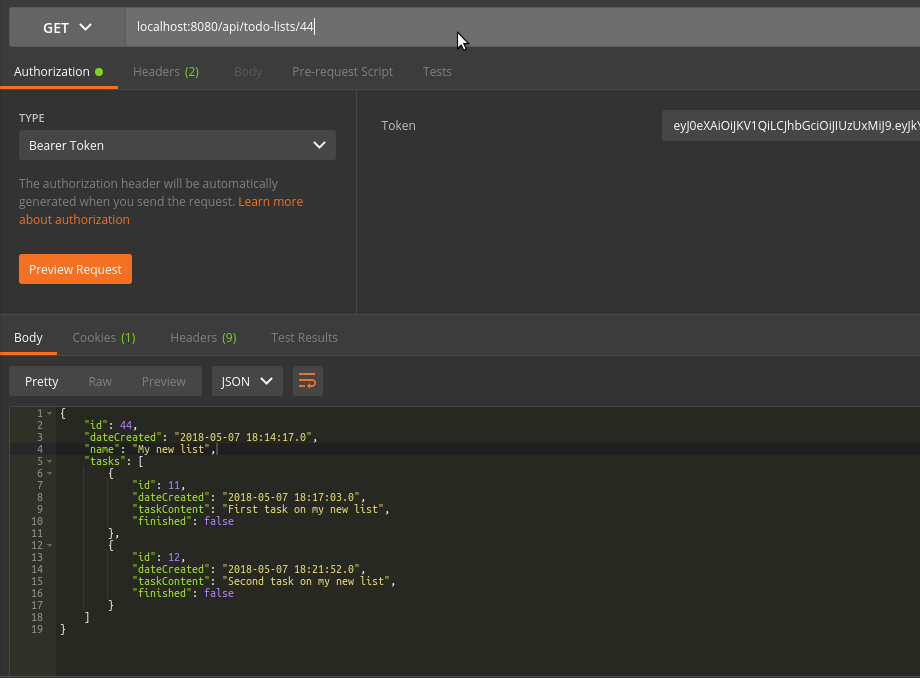 GET localhost:8080/api/todo-lists/44
Authorization Headers (2) Body Pre-request Script Tests
TYPE
Bearer Token
The authorization header will be automatically
generated when you send the request. Learn more
about authorization
Preview Request
Token eyJ0eXAiOiJKV1QiLCJhbGciOiJIUzUxMiJ9.eyJk
Body Cookies (1) Headers (9) Test Results
Pretty Raw Preview JSON
1 {
2 "id": 44,
3 "dateCreated": "2018-05-07 18:14:17.0",
4 "name": "My new list",
5 "tasks": [
6 {
7 "id": 11,
8 "dateCreated": "2018-05-07 18:17:03.0",
9 "taskContent": "First task on my new list",
10 "finished": false
11 },
12 {
13 "id": 12,
14 "dateCreated": "2018-05-07 18:21:52.0",
15 "taskContent": "Second task on my new list",
16 "finished": false
17 }
18 ]
19 }